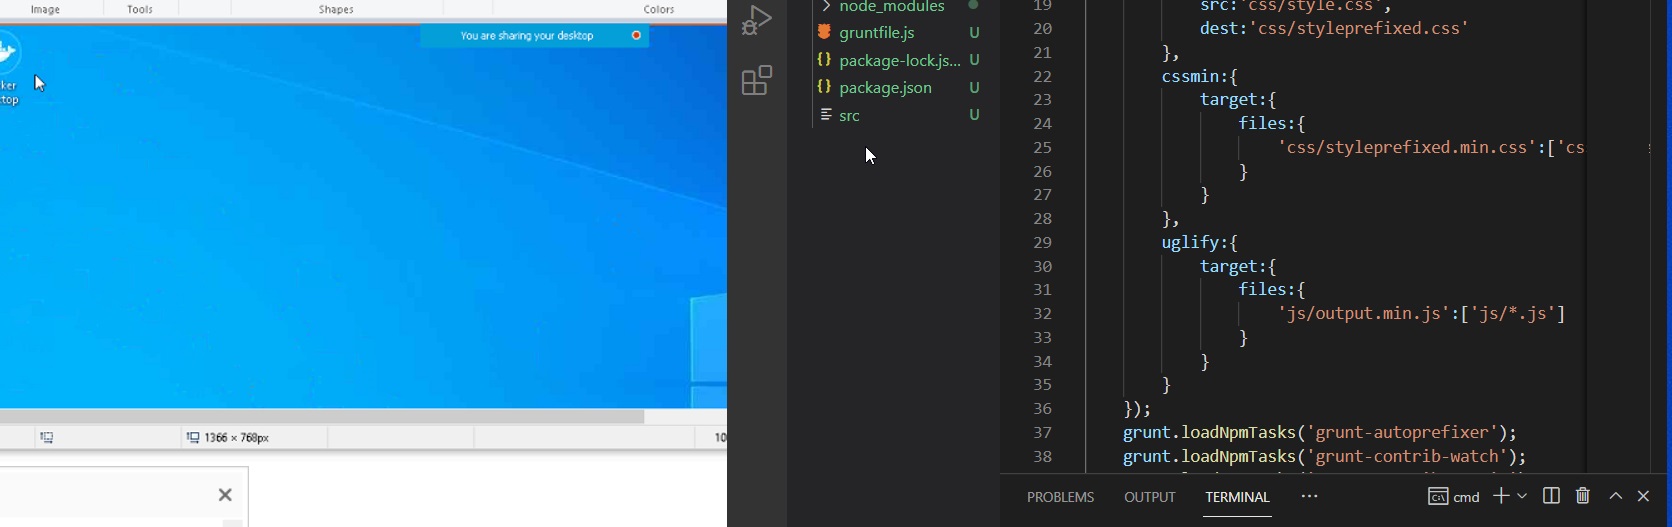 Image Tools Shapes Colors
You are sharing your desktop
ker
top
1366 × 768px
10
node_modules
gruntfile.js U
package-lock.js... U
package.json U
src U
19 src:'css/style.css',
20 dest:'css/styleprefixed.css'
21 },
22 cssmin:{
23 target:{
24 files:{
25 'css/styleprefixed.min.css':['cs
26 }
27 }
28 },
29 uglify:{
30 target:{
31 files:{
32 'js/output.min.js':['js/*.js']
33 }
34 }
35 }
36 });
37 grunt.loadNpmTasks('grunt-autoprefixer');
38 grunt.loadNpmTasks('grunt-contrib-watch');
PROBLEMS OUTPUT TERMINAL ... cmd